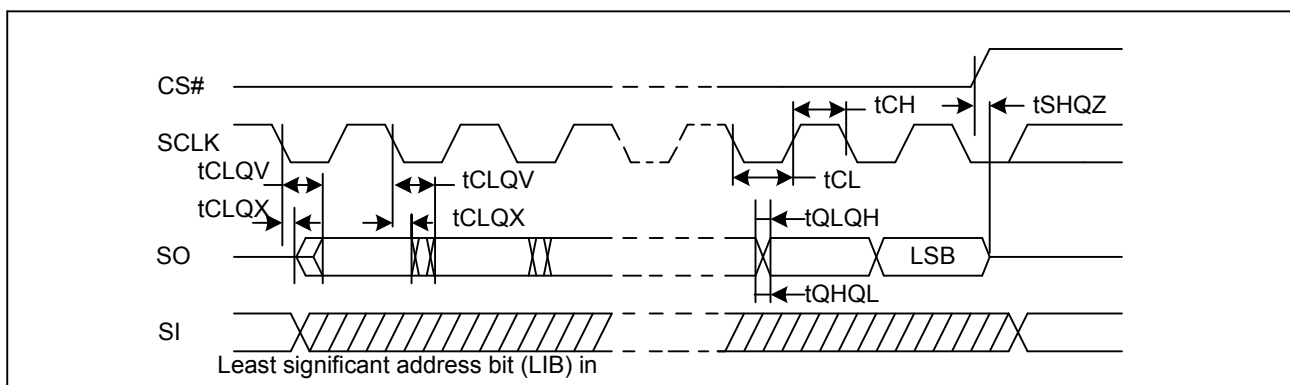 CS#
tCH
tSHQZ
SCLK
tCLQV
tCLQV
tCL
tCLQX
tCLQX
tQLQH
SO
LSB
tQHQL
SI
Least significant address bit (LIB) in